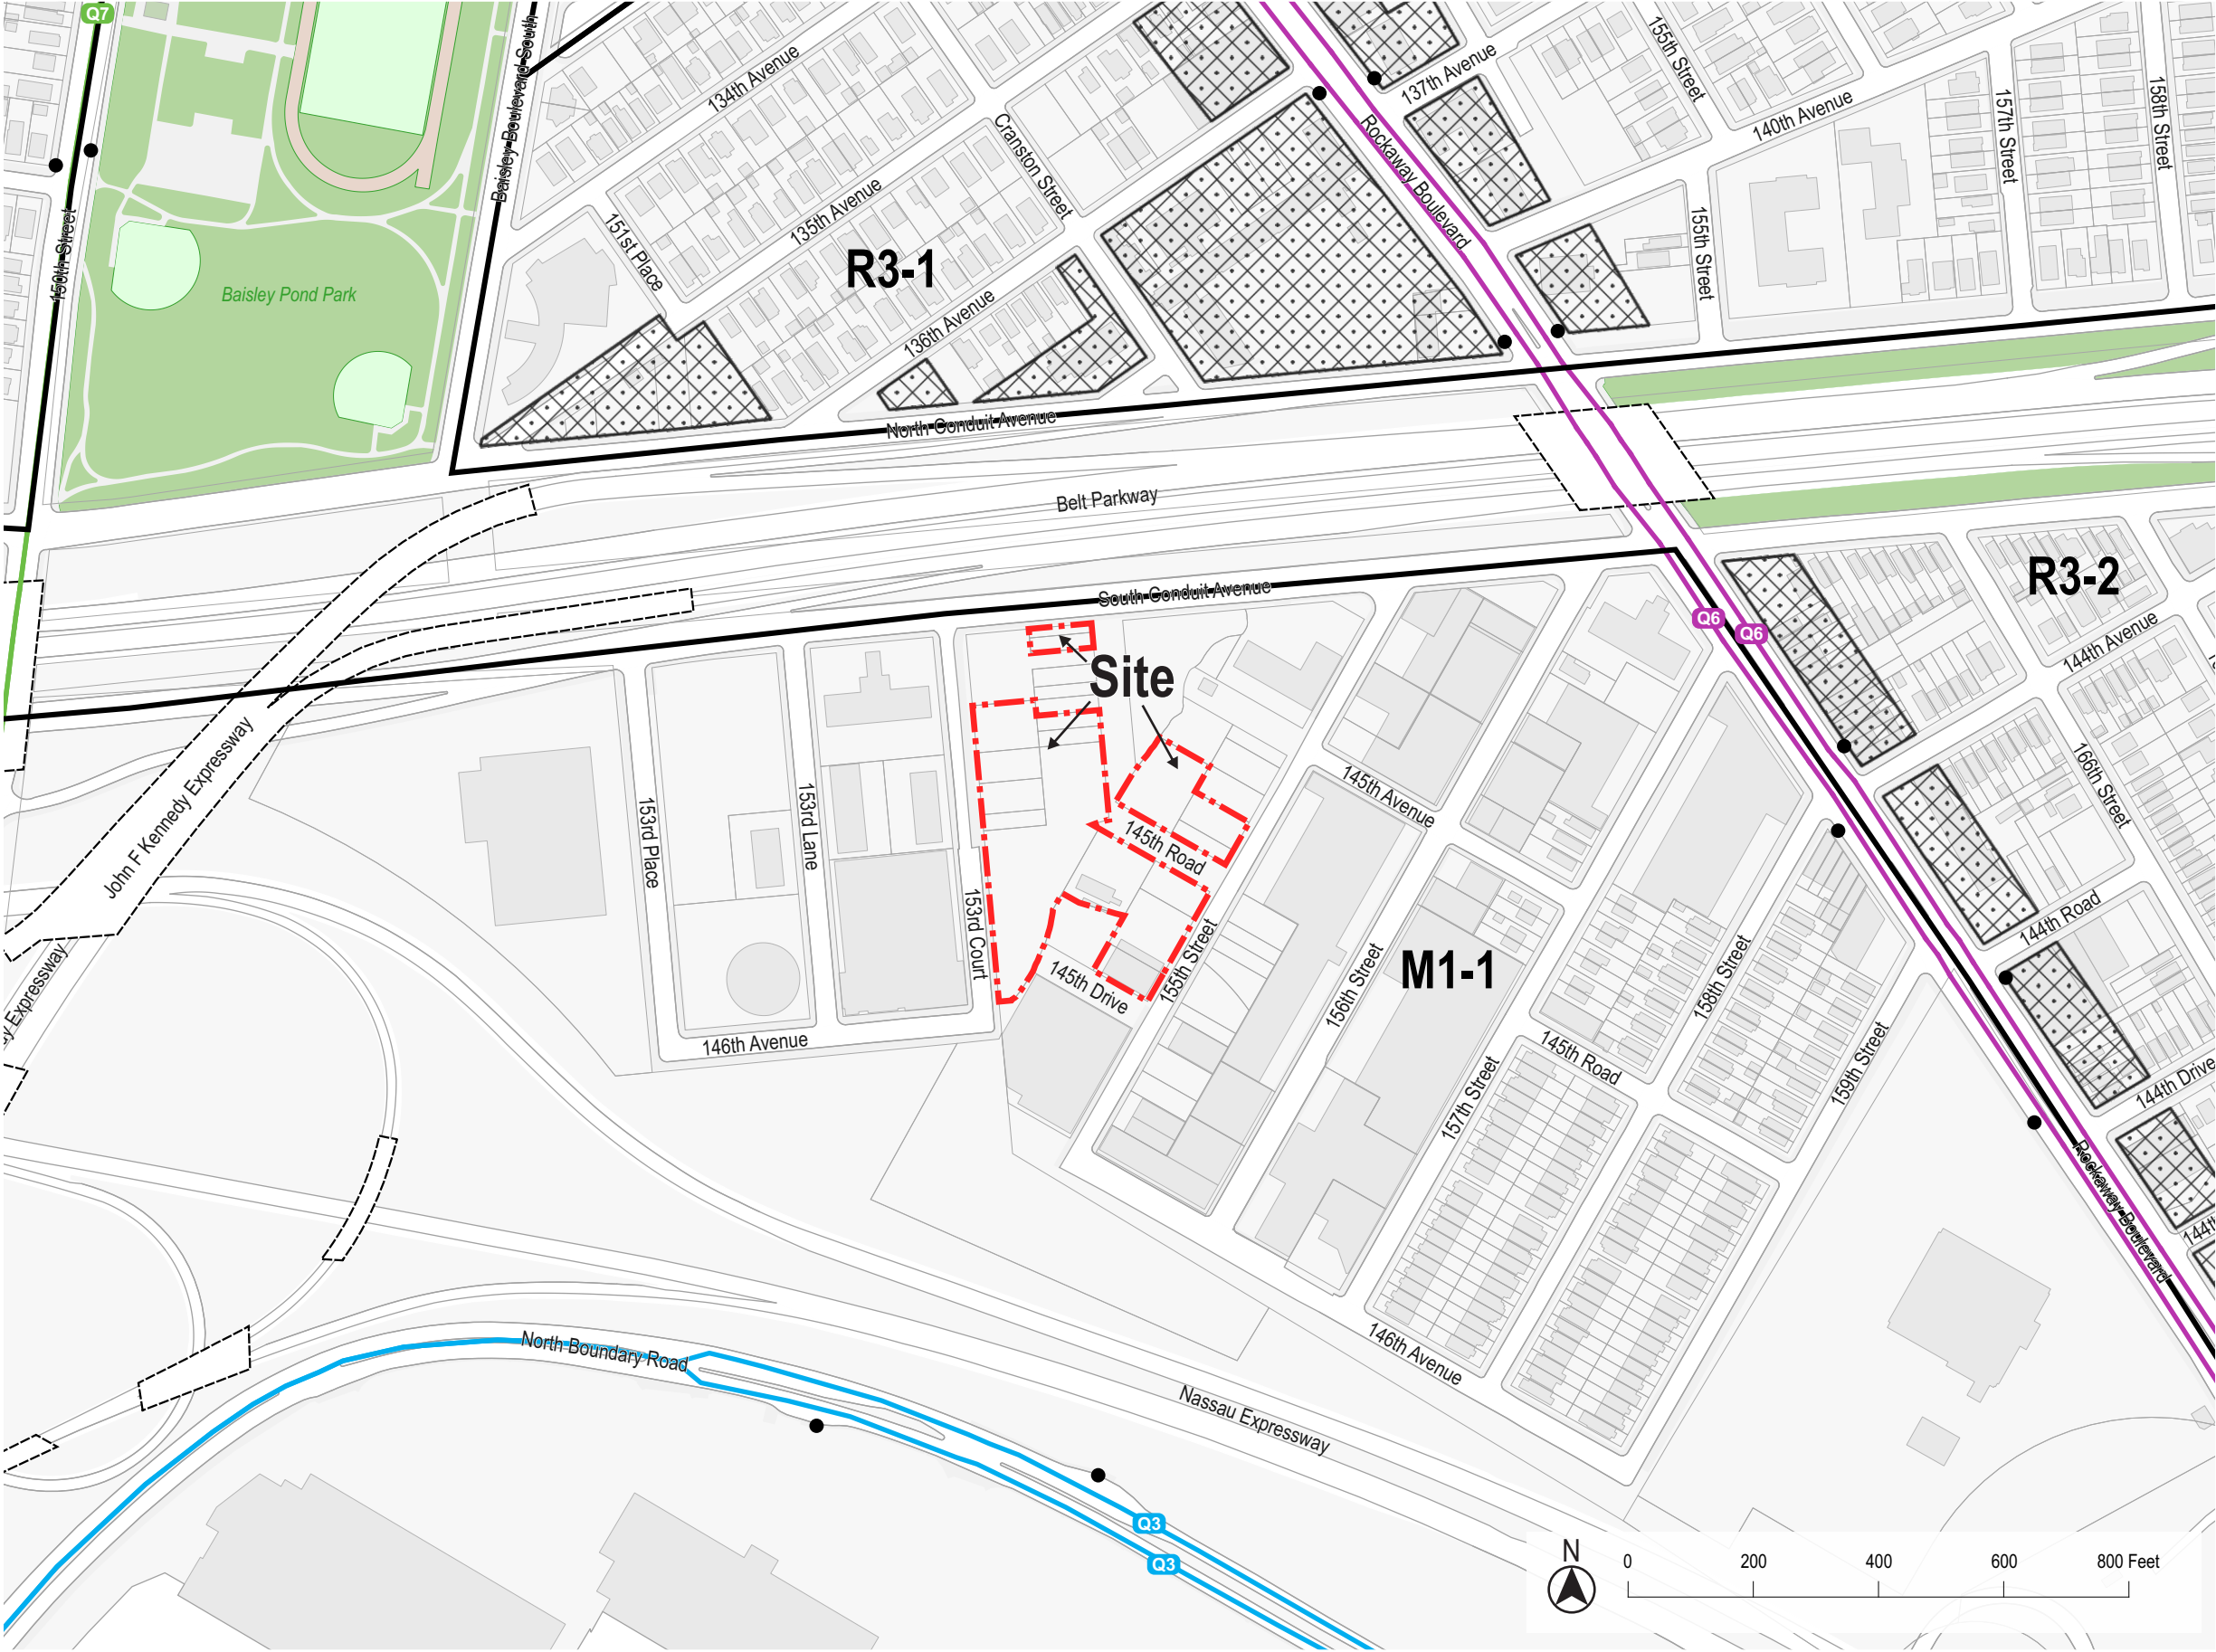 Q7
Baisley Boulevard South
134th Avenue
155th Street
137th Avenue
140th Avenue
157th Street
158th Street
Cranston Street
Rockaway Boulevard
150th Street
Baisley Pond Park
151st Place
135th Avenue
R3-1
155th Street
136th Avenue
North Conduit Avenue
Belt Parkway
South Conduit Avenue
R3-2
Q6
Q6
144th Avenue
Site
John F Kennedy Expressway
153rd Place
153rd Lane
145th Avenue
166th Street
145th Road
153rd Court
144th Road
y Expressway
145th Drive
155th Street
156th Street
M1-1
158th Street
146th Avenue
145th Road
159th Street
144th Drive
157th Street
Rockaway Boulevard
144th
North Boundary Road
146th Avenue
Nassau Expressway
Q3
Q3
N
0 200 400 600 800 Feet